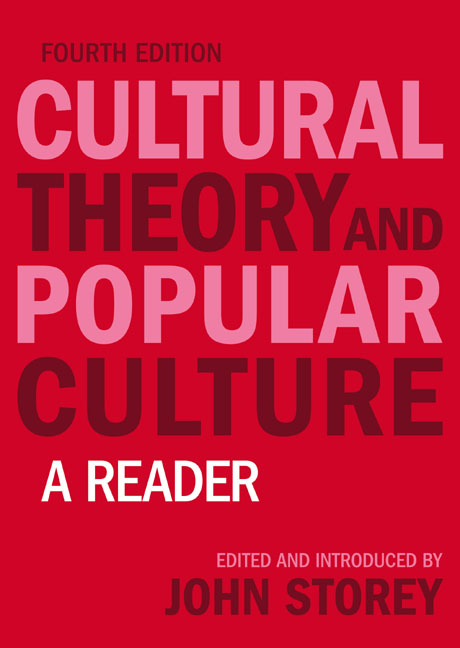 FOURTH EDITION
CULTURAL
THEORY AND
POPULAR
CULTURE
A READER
EDITED AND INTRODUCED BY
JOHN STOREY